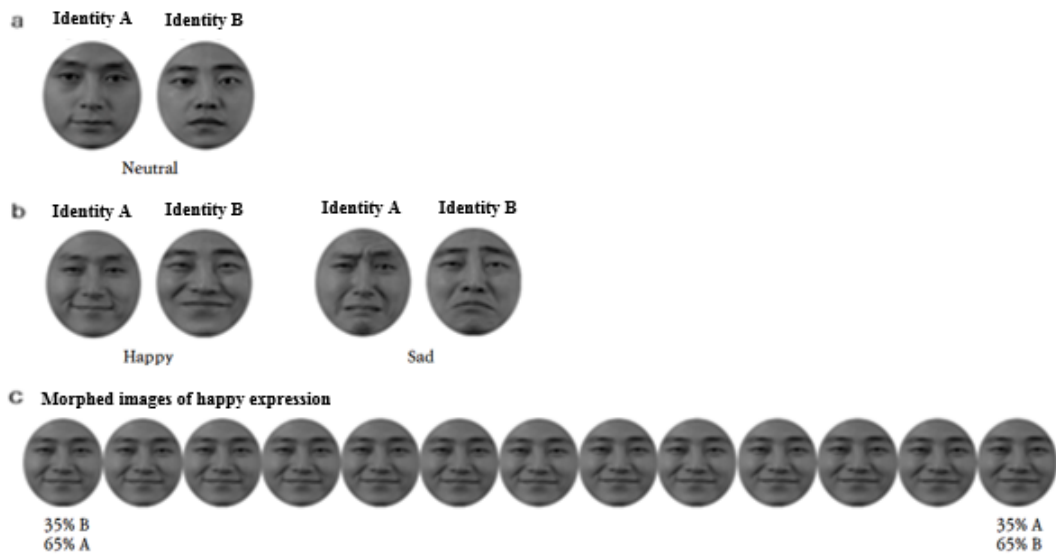 a Identity A Identity B
Neutral
b Identity A Identity B Identity A Identity B
Happy Sad
c Morphed images of happy expression
35% B 35% A
65% A 65% B